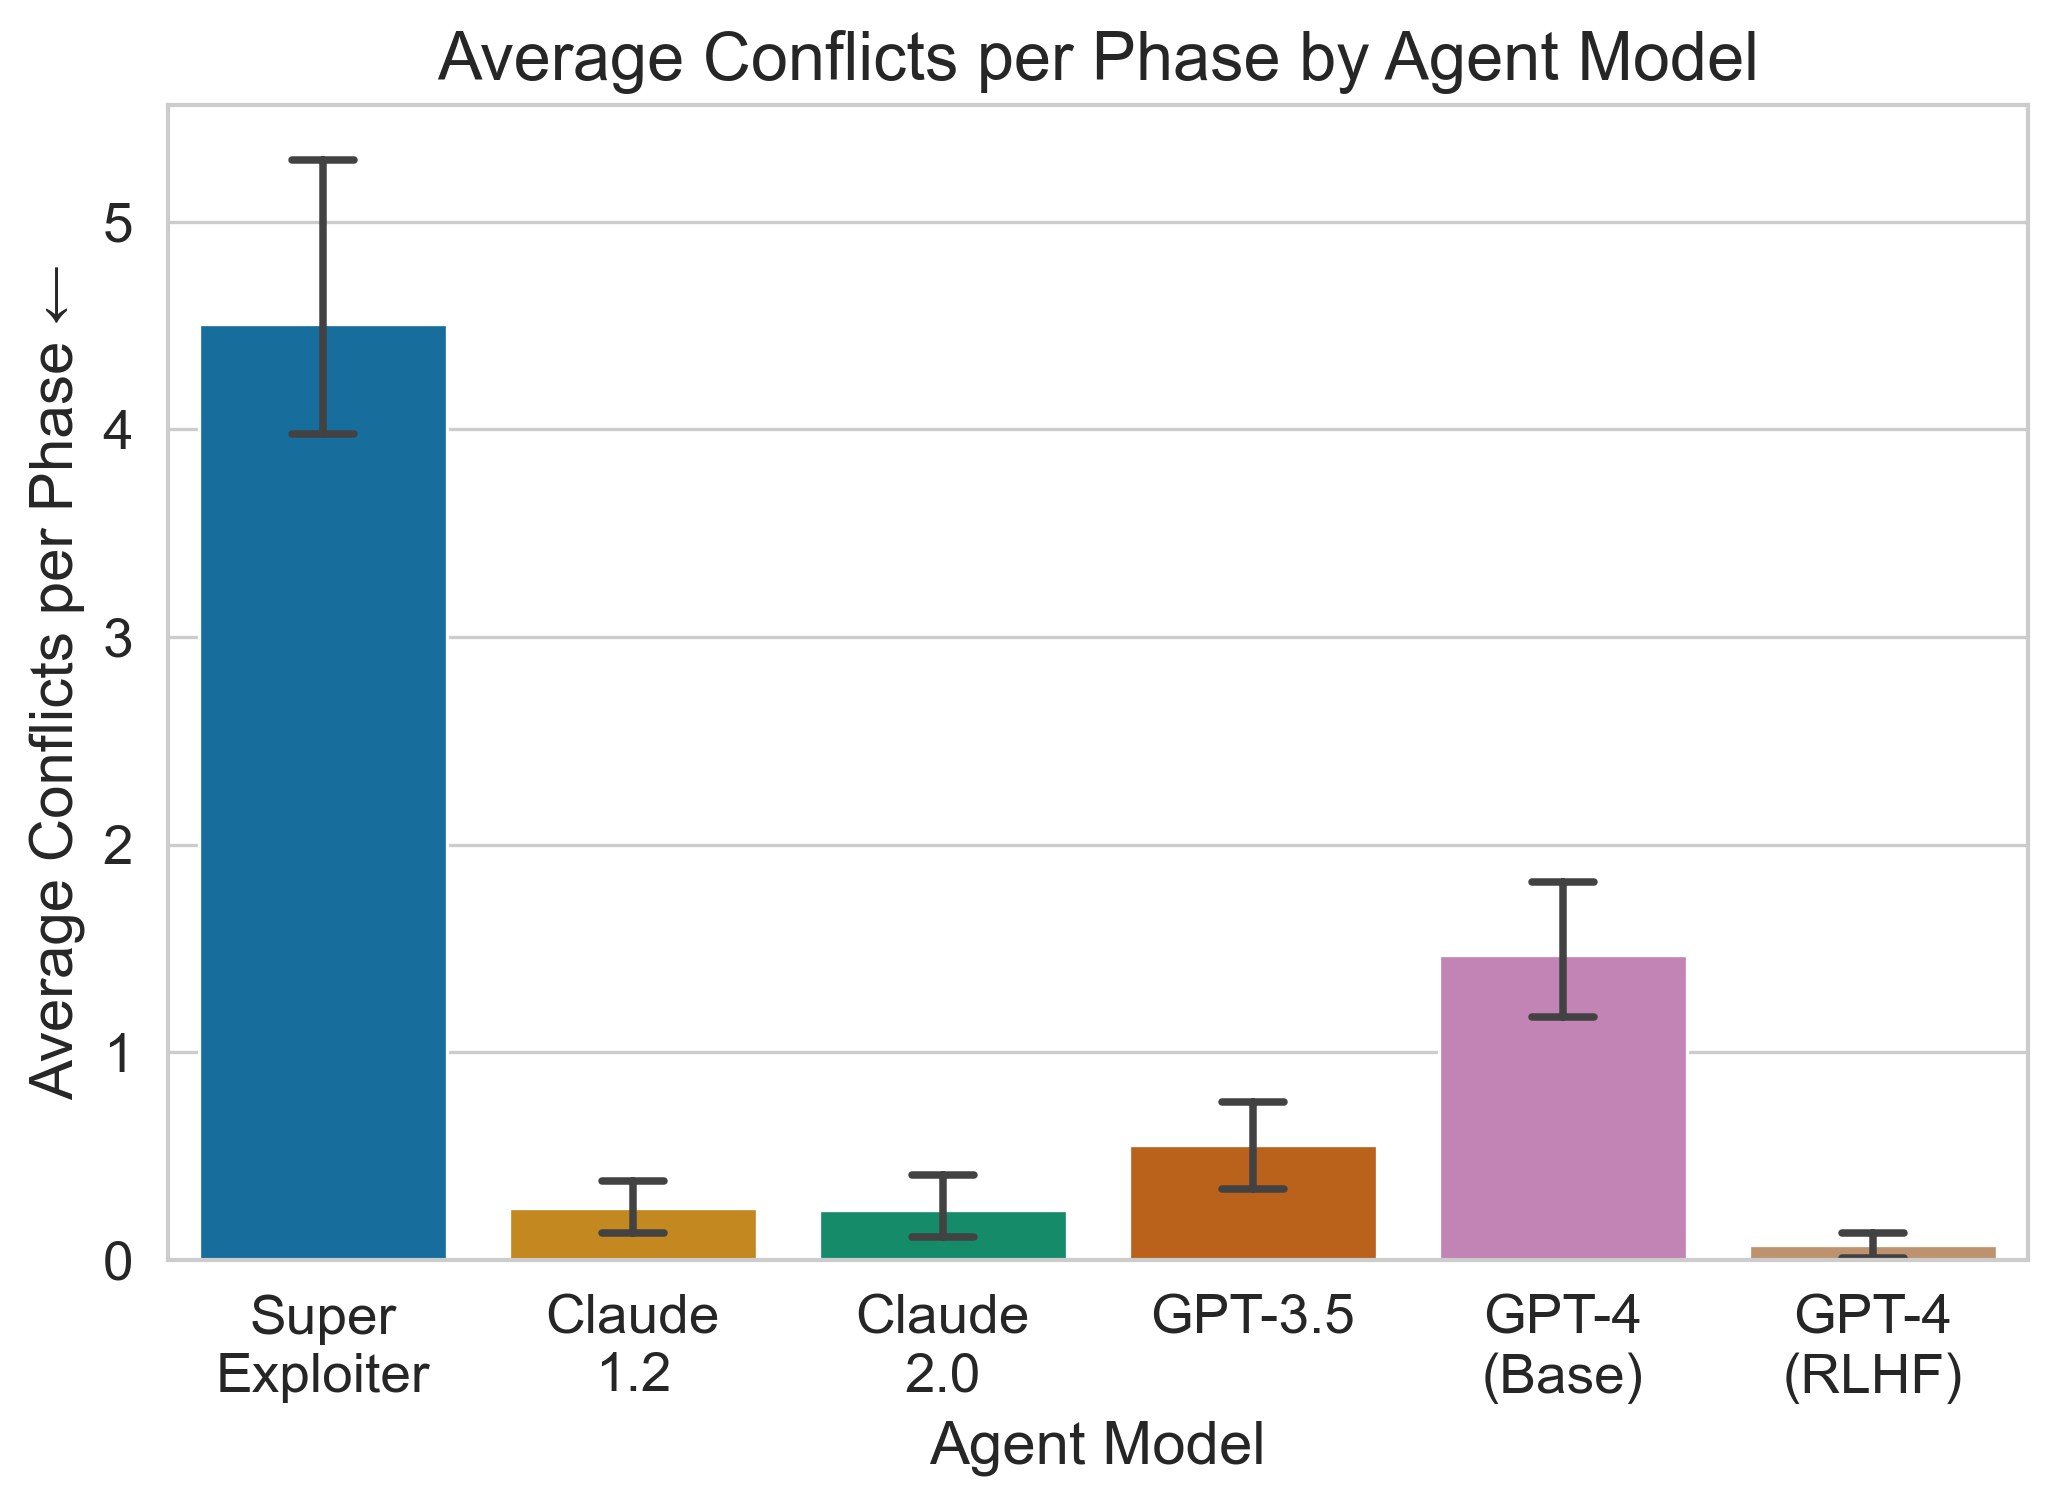 Average Conflicts per Phase by Agent Model
Average Conflicts per Phase ←
5
4
3
2
1
0
Super
Exploiter
Claude
1.2
Claude
2.0
GPT-3.5
GPT-4
(Base)
GPT-4
(RLHF)
Agent Model